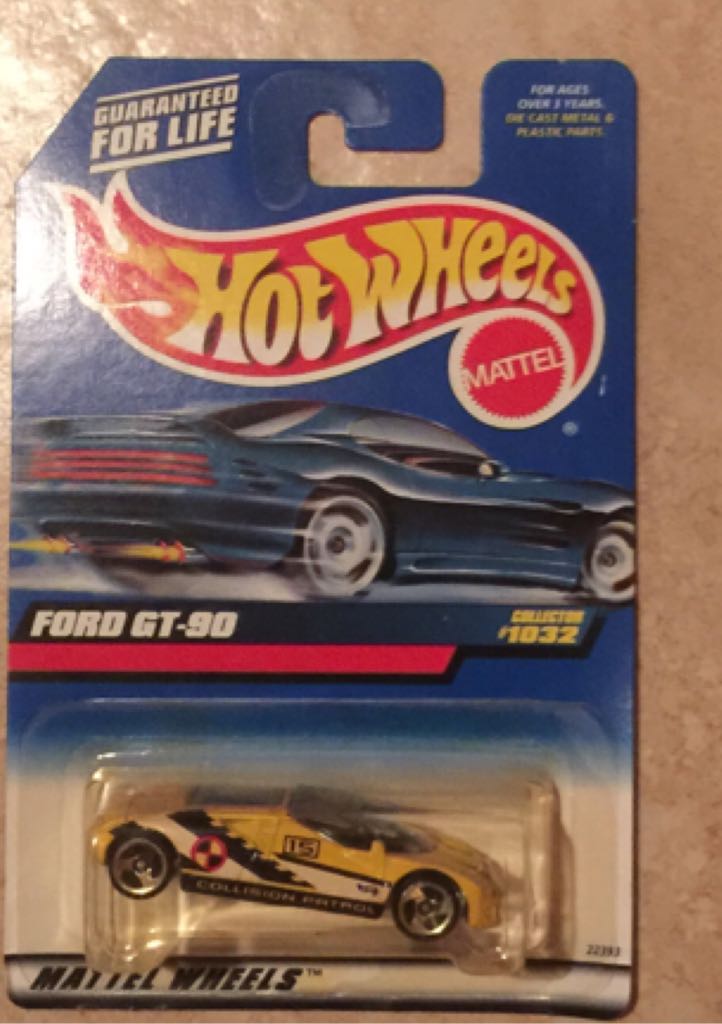 GUARANTEED
FOR LIFE
FOR AGES
OVER 3 YEARS.
DIE CAST METAL &
PLASTIC PARTS.
HOT WHEELS
MATTEL
®
FORD GT-90
COLLECTOR
#1032
15
COLLISION PATROL
22393
MATTEL WHEELS™